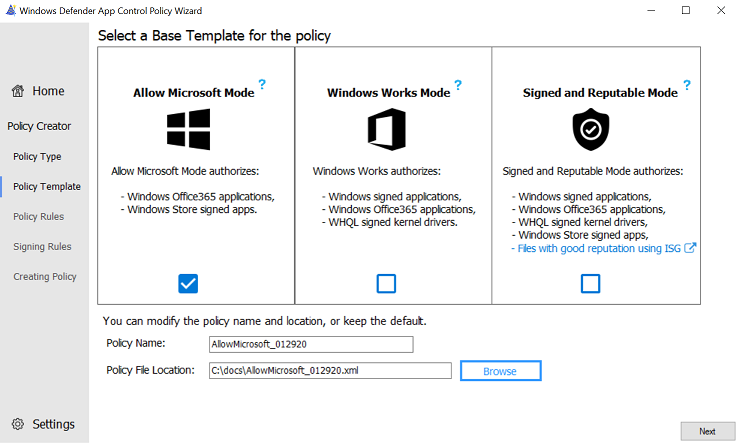 Windows Defender App Control Policy Wizard
Select a Base Template for the policy
Home
Policy Creator
Policy Type
Policy Template
Policy Rules
Signing Rules
Creating Policy
Settings
Allow Microsoft Mode ?
Allow Microsoft Mode authorizes:
- Windows Office365 applications,
- Windows Store signed apps.
Windows Works Mode ?
Windows Works authorizes:
- Windows signed applications,
- Windows Office365 applications,
- WHQL signed kernel drivers.
Signed and Reputable Mode ?
Signed and Reputable Mode authorizes:
- Windows signed applications,
- Windows Office365 applications,
- WHQL signed kernel drivers,
- Windows Store signed apps,
- Files with good reputation using ISG
You can modify the policy name and location, or keep the default.
Policy Name: AllowMicrosoft_012920
Policy File Location: C:\docs\AllowMicrosoft_012920.xml Browse
Next